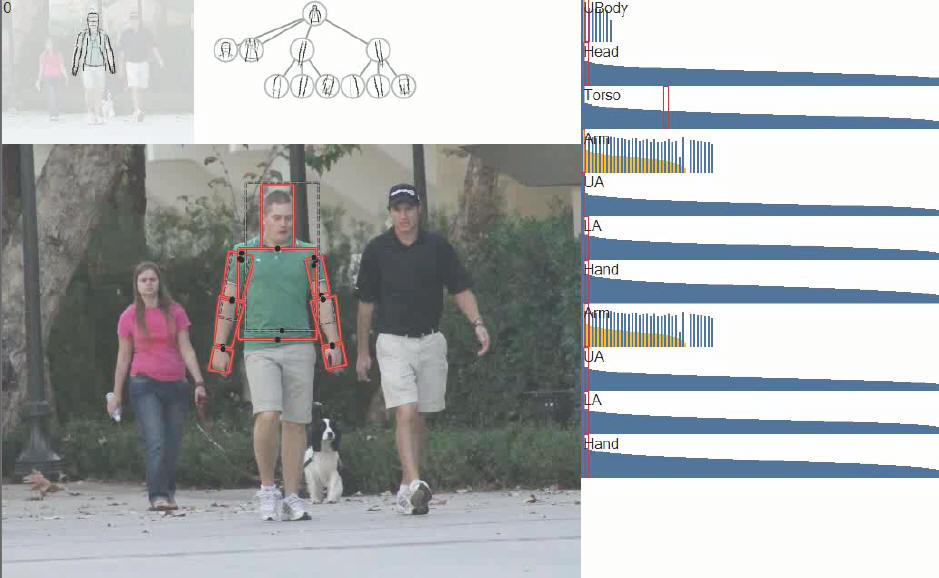 0
UBody
Head
Torso
Arm
UA
LA
Hand
Arm
UA
LA
Hand